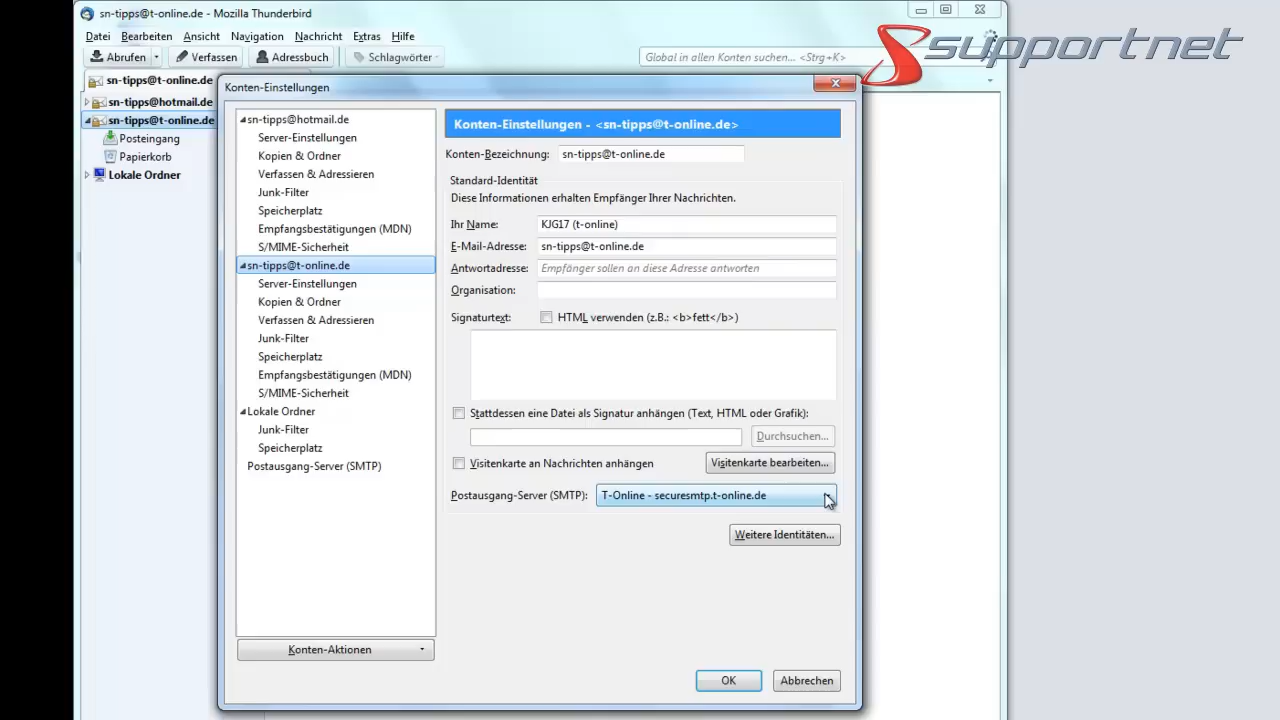 sn-tipps@t-online.de - Mozilla Thunderbird
Datei Bearbeiten Ansicht Navigation Nachricht Extras Hilfe
supportnet
Abrufen Verfassen Adressbuch Schlagwörter
Global in allen Konten suchen... <Strg+K>
sn-tipps@t-online.de
sn-tipps@hotmail.de
sn-tipps@t-online.de
Posteingang
Papierkorb
Lokale Ordner
Konten-Einstellungen
sn-tipps@hotmail.de
Server-Einstellungen
Kopien & Ordner
Verfassen & Adressieren
Junk-Filter
Speicherplatz
Empfangsbestätigungen (MDN)
S/MIME-Sicherheit
sn-tipps@t-online.de
Server-Einstellungen
Kopien & Ordner
Verfassen & Adressieren
Junk-Filter
Speicherplatz
Empfangsbestätigungen (MDN)
S/MIME-Sicherheit
Lokale Ordner
Junk-Filter
Speicherplatz
Postausgang-Server (SMTP)
Konten-Aktionen
Konten-Einstellungen - <sn-tipps@t-online.de>
Konten-Bezeichnung: sn-tipps@t-online.de
Standard-Identität
Diese Informationen erhalten Empfänger Ihrer Nachrichten.
Ihr Name: KJG17 (t-online)
E-Mail-Adresse: sn-tipps@t-online.de
Antwortadresse: Empfänger sollen an diese Adresse antworten
Organisation:
Signaturtext: HTML verwenden (z.B.: <b>fett</b>)
Stattdessen eine Datei als Signatur anhängen (Text, HTML oder Grafik):
Durchsuchen...
Visitenkarte an Nachrichten anhängen Visitenkarte bearbeiten...
Postausgang-Server (SMTP): T-Online - securesmtp.t-online.de
Weitere Identitäten...
OK Abbrechen